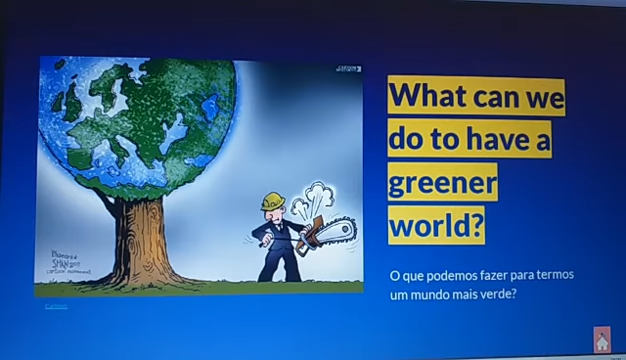 What can we
do to have a
greener
world?
O que podemos fazer para termos
um mundo mais verde?